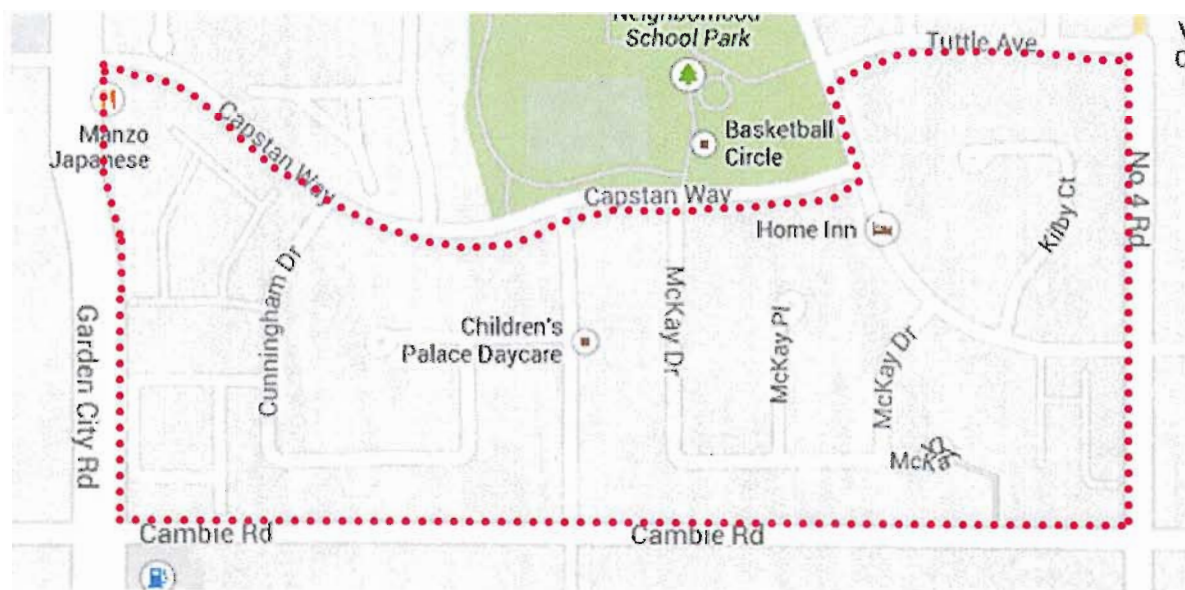 Neighborhood
School Park
Tuttle Ave
Manzo
Japanese
Capstan Way
Basketball
Circle
Capstan Way
No. 4 Rd
Home Inn
Kilby Ct
Cunningham Dr
McKay Dr
McKay Pl
Garden City Rd
Children's
Palace Daycare
McKay Dr
Cambie Rd
Cambie Rd